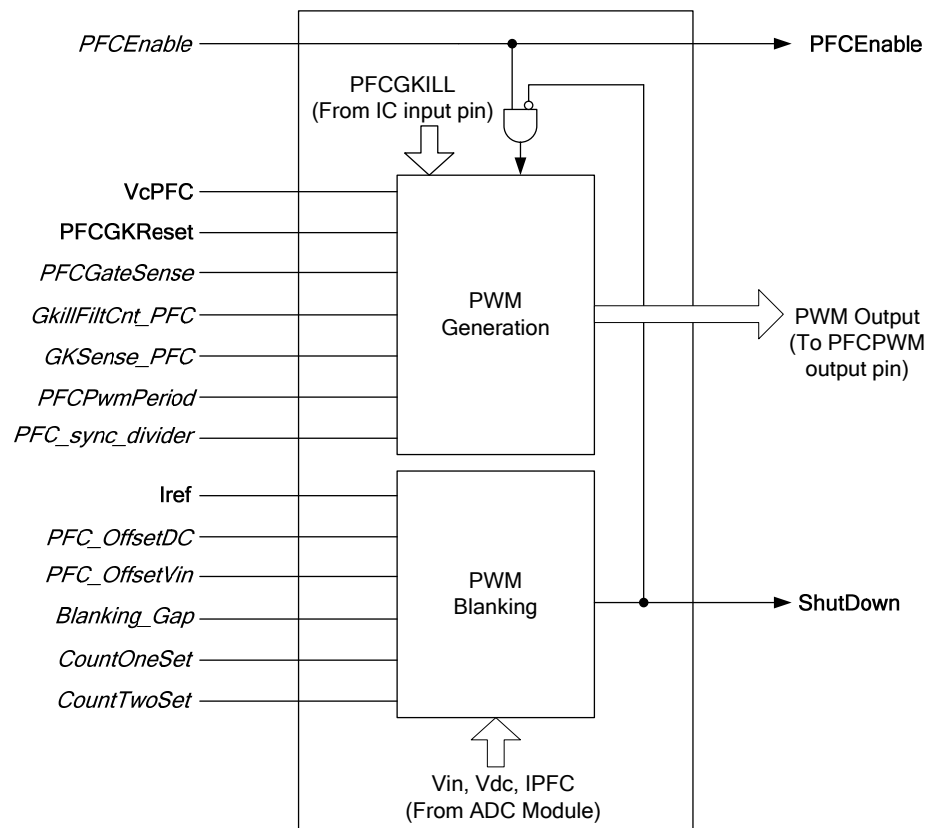 PFCEnable
PFCEnable
PFCGKILL
(From IC input pin)
VcPFC
PFCGKReset
PFCGateSense
GkillFiltCnt_PFC
GKSense_PFC
PFCPwmPeriod
PFC_sync_divider
PWM
Generation
PWM Output
(To PFCPWM
output pin)
Iref
PFC_OffsetDC
PFC_OffsetVin
Blanking_Gap
CountOneSet
CountTwoSet
PWM
Blanking
ShutDown
Vin, Vdc, IPFC
(From ADC Module)